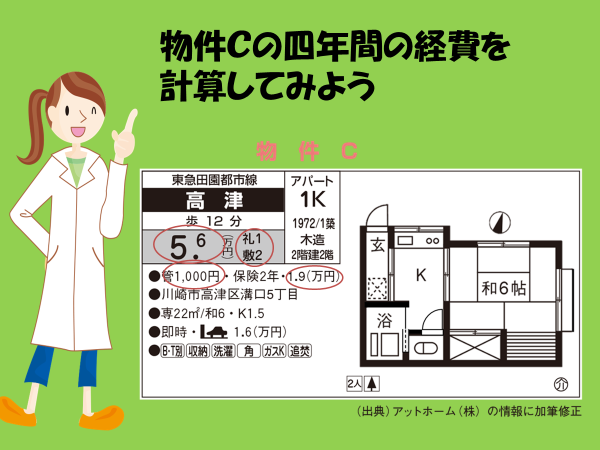 物件Cの四年間の経費を
計算してみよう
物 件 C
東急田園都市線
高 津
歩 12 分
5.6(万円)
礼1
敷2
アパート
1K
1972/1築
木造
2階建2階
●管1,000円・保険2年・1.9(万円)
●川崎市高津区溝口5丁目
●専22㎡/和6・K1.5
●即時・ 1.6(万円)
●B・T別 収納 洗濯 角 ガスK 追焚
玄
K
和6帖
浴
2人
介
(出典)アットホーム(株)の情報に加筆修正